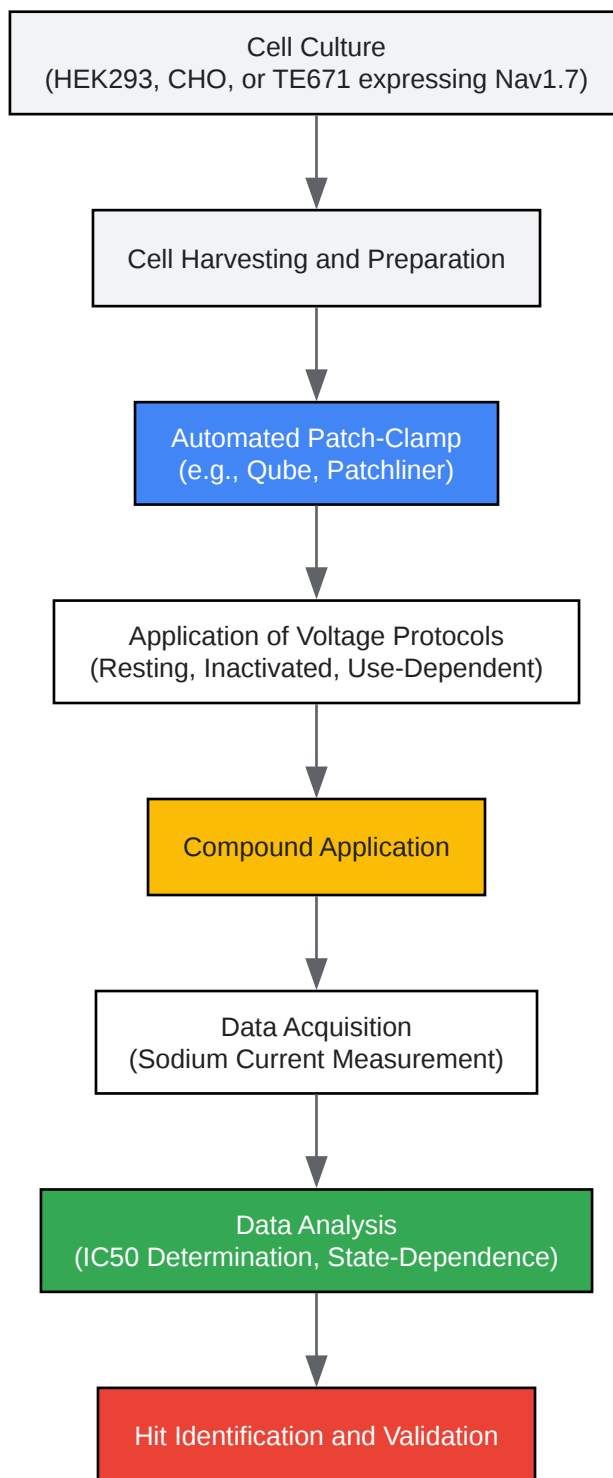 Cell Culture
(HEK293, CHO, or TE671 expressing Nav1.7)
Cell Harvesting and Preparation
Automated Patch-Clamp
(e.g., Qube, Patchliner)
Application of Voltage Protocols
(Resting, Inactivated, Use-Dependent)
Compound Application
Data Acquisition
(Sodium Current Measurement)
Data Analysis
(IC50 Determination, State-Dependence)
Hit Identification and Validation